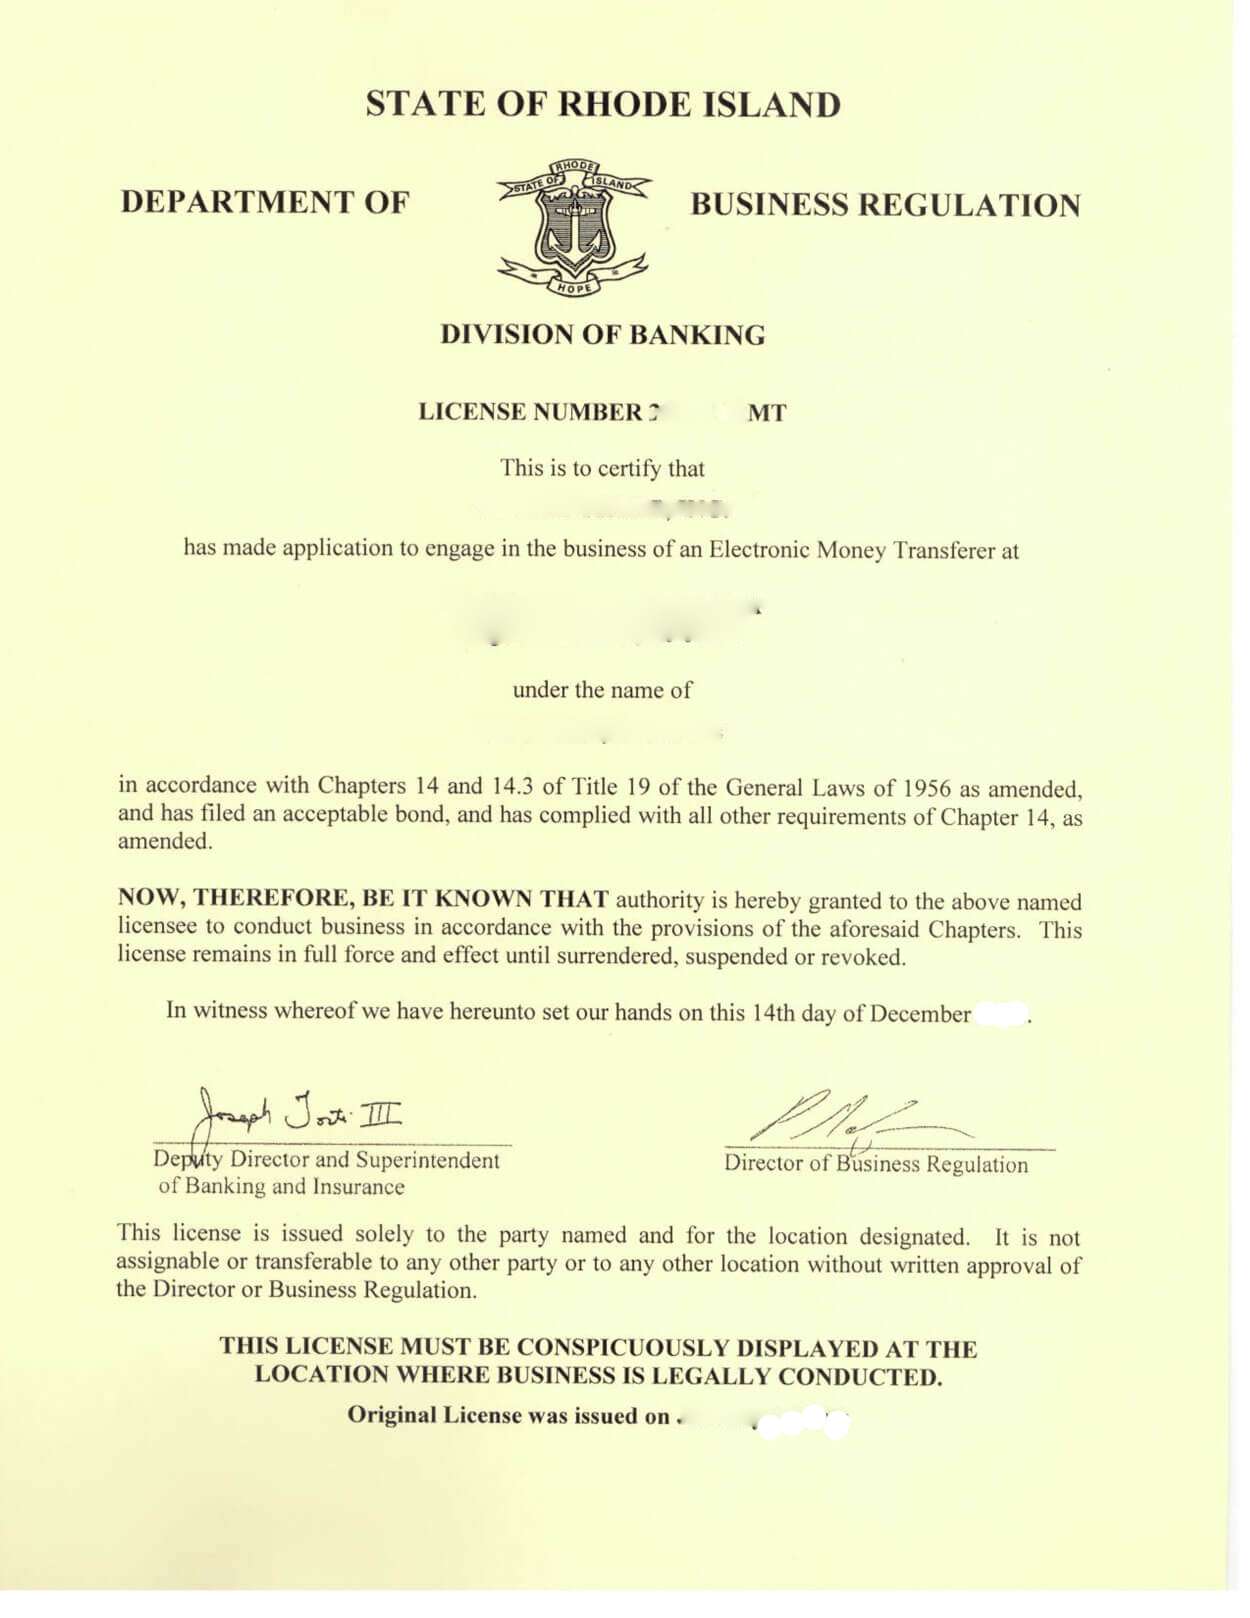 STATE OF RHODE ISLAND
DEPARTMENT OF
RHODE
STATE OF ISLAND
HOPE
BUSINESS REGULATION
DIVISION OF BANKING
LICENSE NUMBER MT
This is to certify that
has made application to engage in the business of an Electronic Money Transferer at
under the name of
in accordance with Chapters 14 and 14.3 of Title 19 of the General Laws of 1956 as amended,
and has filed an acceptable bond, and has complied with all other requirements of Chapter 14, as
amended.
NOW, THEREFORE, BE IT KNOWN THAT authority is hereby granted to the above named
licensee to conduct business in accordance with the provisions of the aforesaid Chapters. This
license remains in full force and effect until surrendered, suspended or revoked.
In witness whereof we have hereunto set our hands on this 14th day of December .
Joseph Torti III
Deputy Director and Superintendent
of Banking and Insurance
Director of Business Regulation
This license is issued solely to the party named and for the location designated. It is not
assignable or transferable to any other party or to any other location without written approval of
the Director or Business Regulation.
THIS LICENSE MUST BE CONSPICUOUSLY DISPLAYED AT THE
LOCATION WHERE BUSINESS IS LEGALLY CONDUCTED.
Original License was issued on